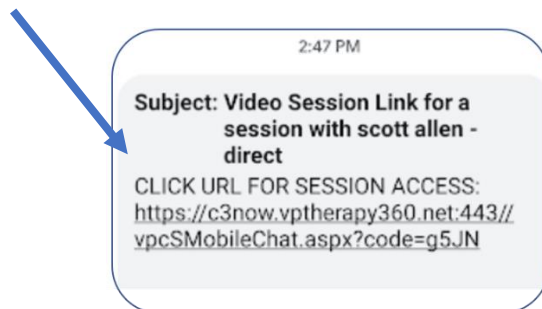 2:47 PM
Subject: Video Session Link for a
session with scott allen -
direct
CLICK URL FOR SESSION ACCESS:
https://c3now.vptherapy360.net:443//
vpcSMobileChat.aspx?code=g5JN